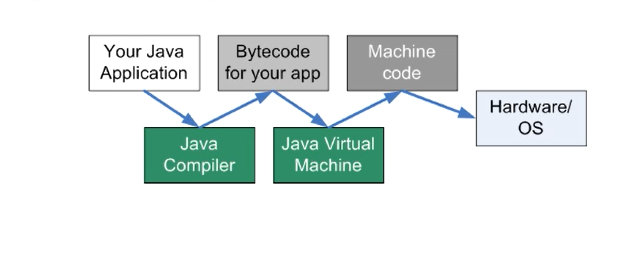 Your Java
Application
Bytecode
for your app
Machine
code
Hardware/
OS
Java
Compiler
Java Virtual
Machine